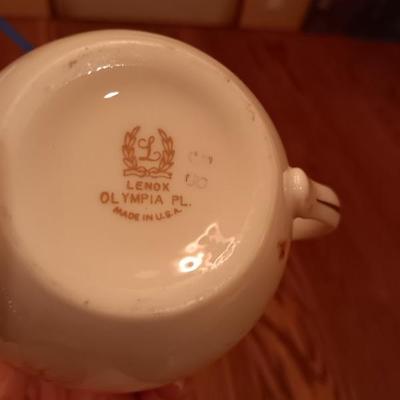 L
LENOX
OLYMPIA PL.
MADE IN U.S.A.